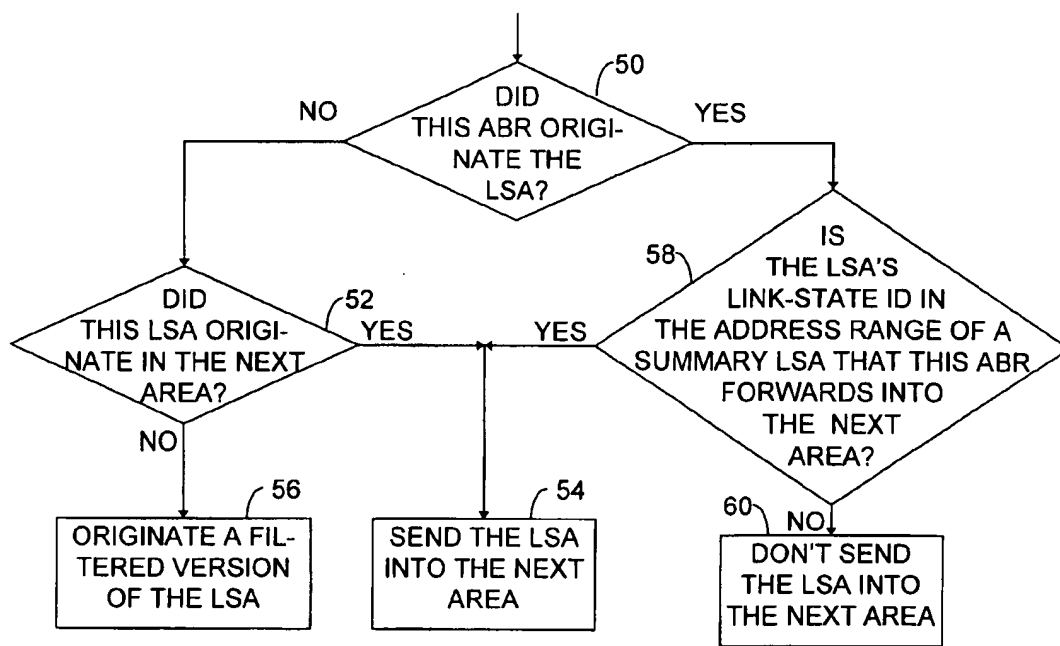 50
NO
DID
THIS ABR ORIGI-
NATE THE
LSA?
YES
52
DID
THIS LSA ORIGI-
NATE IN THE NEXT
AREA?
YES
NO
58
IS
THE LSA'S
LINK-STATE ID IN
THE ADDRESS RANGE OF A
SUMMARY LSA THAT THIS ABR
FORWARDS INTO
THE NEXT
AREA?
YES
NO
56
ORIGINATE A FIL-
TERED VERSION
OF THE LSA
54
SEND THE LSA
INTO THE NEXT
AREA
60
DON'T SEND
THE LSA INTO
THE NEXT AREA